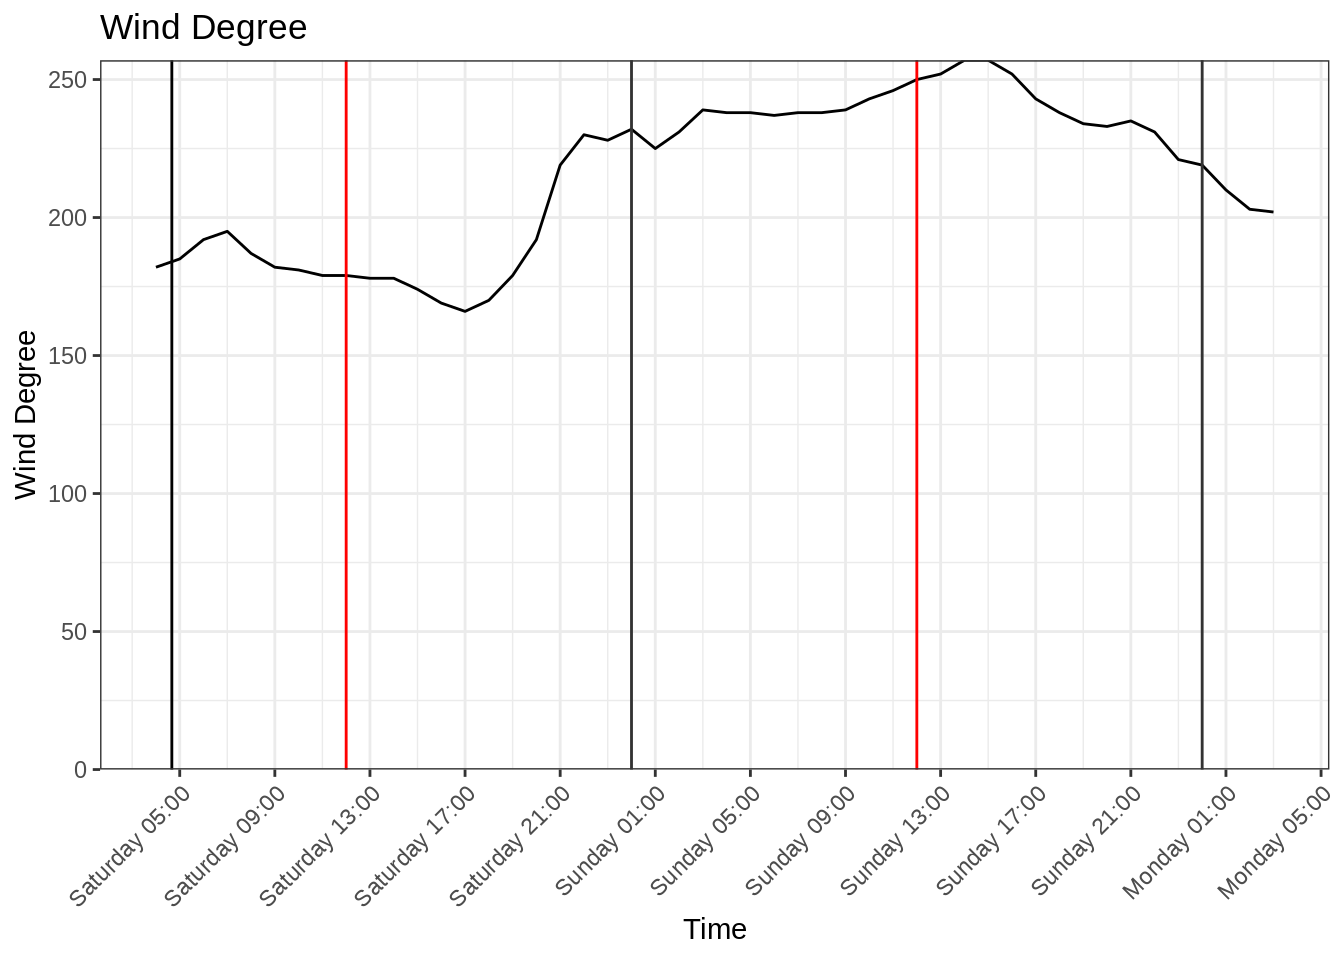 Wind Degree
250
200
150
100
50
0
Wind Degree
Saturday 05:00
Saturday 09:00
Saturday 13:00
Saturday 17:00
Saturday 21:00
Sunday 01:00
Sunday 05:00
Sunday 09:00
Sunday 13:00
Sunday 17:00
Sunday 21:00
Monday 01:00
Monday 05:00
Time